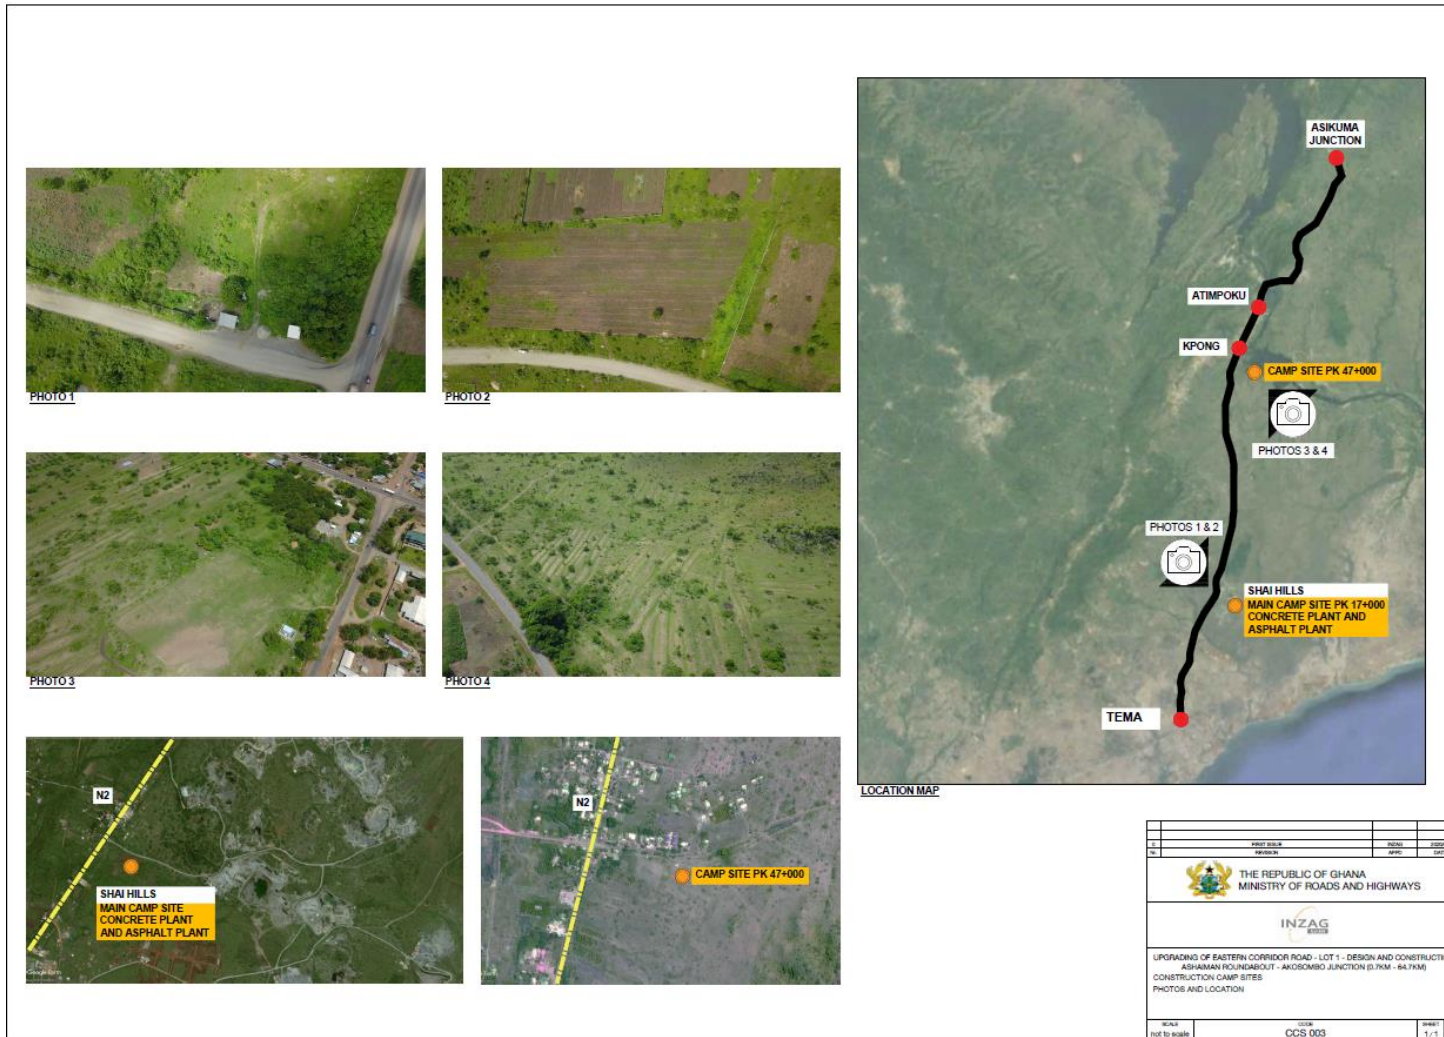 PHOTO 1
PHOTO 2
PHOTO 3
PHOTO 4
N2
SHAI HILLS
MAIN CAMP SITE
CONCRETE PLANT
AND ASPHALT PLANT
N2
CAMP SITE PK 47+000
ASIKUMA
JUNCTION
ATIMPOKU
KPONG
CAMP SITE PK 47+000
PHOTOS 3 & 4
PHOTOS 1 & 2
SHAI HILLS
MAIN CAMP SITE PK 17+000
CONCRETE PLANT AND
ASPHALT PLANT
TEMA
LOCATION MAP
FIRST ISSUE INZAG
REVISION APPD
THE REPUBLIC OF GHANA
MINISTRY OF ROADS AND HIGHWAYS
INZAG
UPGRADING OF EASTERN CORRIDOR ROAD - LOT 1 - DESIGN AND CONSTRUCTI
ASHAIMAN ROUNDABOUT - AKOSOMBO JUNCTION (0.7KM - 64.7KM)
CONSTRUCTION CAMP SITES
PHOTOS AND LOCATION
SCALE CODE SHEET
not to scale CCS 003 1/1